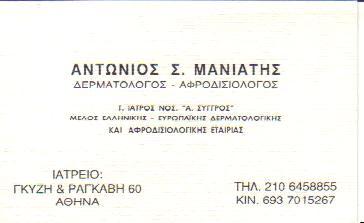 ΑΝΤΩΝΙΟΣ Σ. ΜΑΝΙΑΤΗΣ
ΔΕΡΜΑΤΟΛΟΓΟΣ - ΑΦΡΟΔΙΣΙΟΛΟΓΟΣ
Τ. ΙΑΤΡΟΣ ΝΟΣ. "Α. ΣΥΓΓΡΟΣ"
ΜΕΛΟΣ ΕΛΛΗΝΙΚΗΣ - ΕΥΡΩΠΑΪΚΗΣ ΔΕΡΜΑΤΟΛΟΓΙΚΗΣ
ΚΑΙ ΑΦΡΟΔΙΣΙΟΛΟΓΙΚΗΣ ΕΤΑΙΡΙΑΣ
ΙΑΤΡΕΙΟ:
ΓΚΥΖΗ & ΡΑΓΚΑΒΗ 60
ΑΘΗΝΑ
ΤΗΛ. 210 6458855
ΚΙΝ. 693 7015267